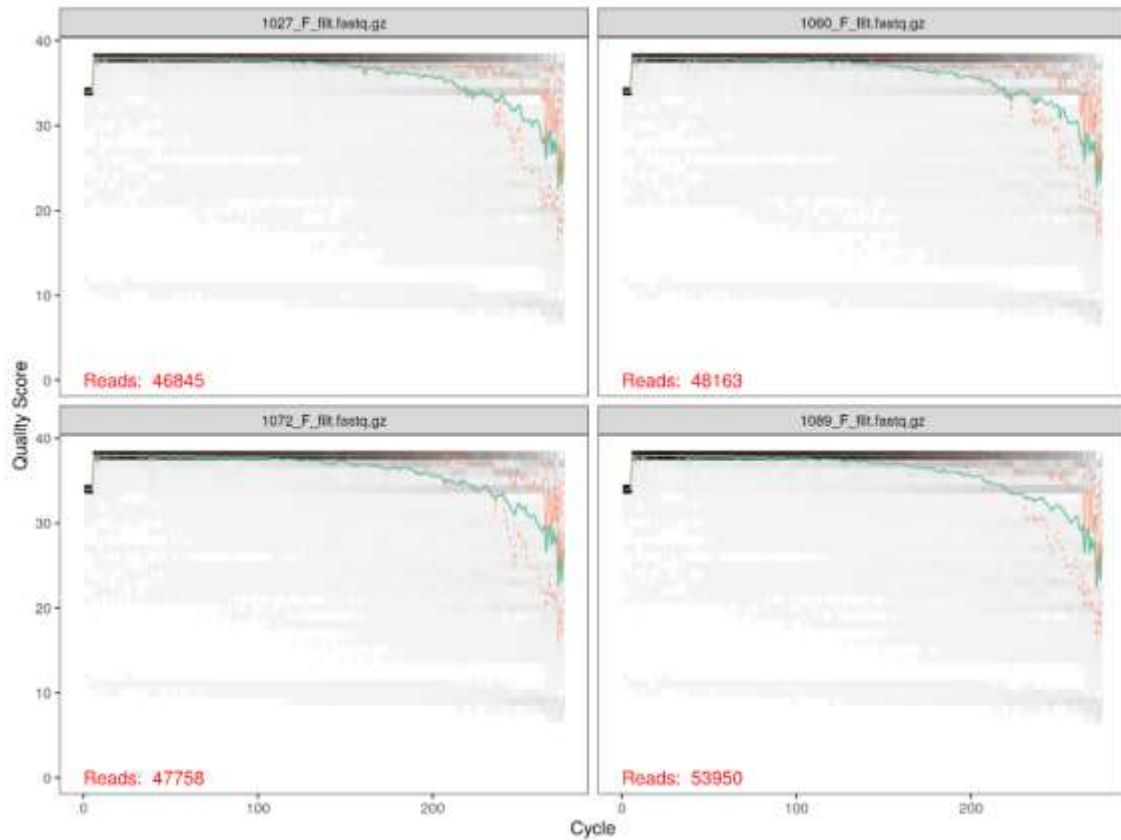 1027_F_filt.fastq.gz
1060_F_filt.fastq.gz
40
30
20
10
0
Reads: 46845
Reads: 48163
Quality Score
1072_F_filt.fastq.gz
1089_F_filt.fastq.gz
40
30
20
10
0
Reads: 47758
Reads: 53950
0
100
200
0
100
200
Cycle